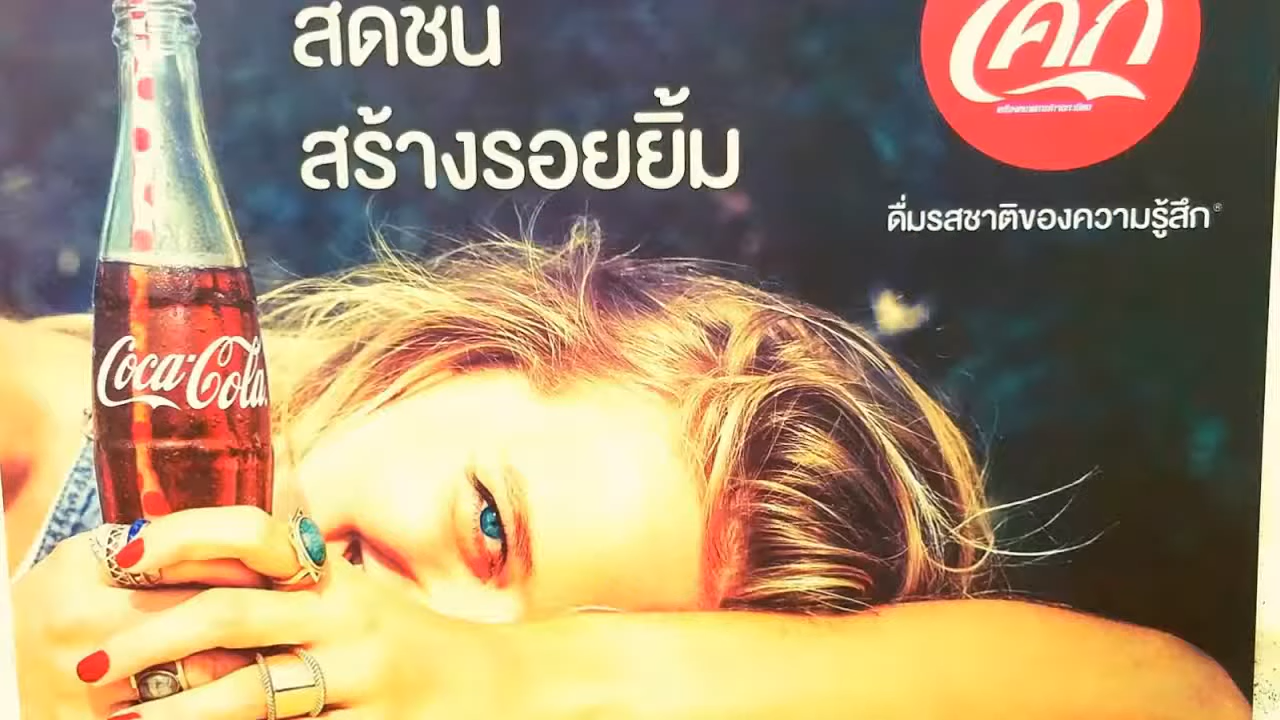 สดชื่น
สร้างรอยยิ้ม
โค้ก
ดื่มรสชาติของความรู้สึก®
Coca-Cola